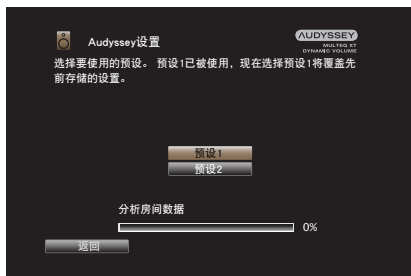 Audyssey设置
AUDYSSEY
MULTEQ XT
DYNAMIC VOLUME
选择要使用的预设。 预设1已被使用，现在选择预设1将覆盖先
前存储的设置。
预设1
预设2
分析房间数据
0%
返回